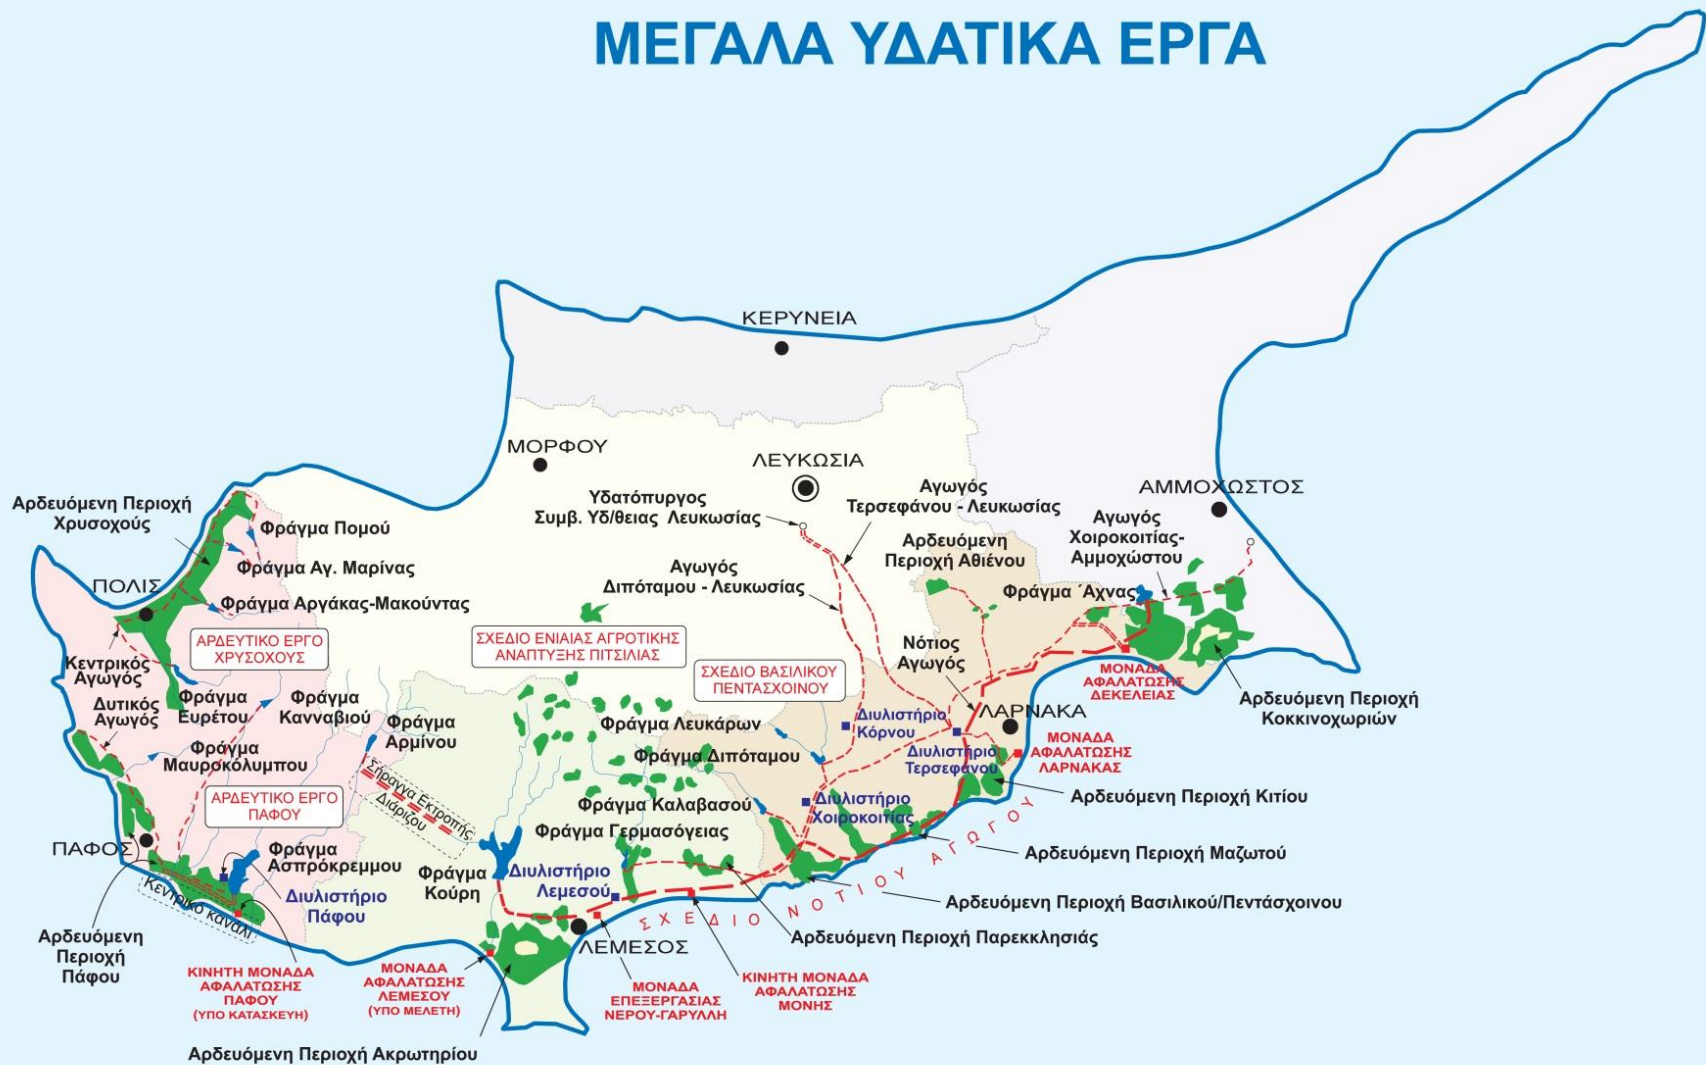 ΜΕΓΑΛΑ ΥΔΑΤΙΚΑ ΕΡΓΑ
ΚΕΡΥΝΕΙΑ
ΜΟΡΦΟΥ
ΛΕΥΚΩΣΙΑ
ΑΜΜΟΧΩΣΤΟΣ
Υδατόπυργος
Συμβ. Υδ/θειας Λευκωσίας
Αγωγός
Τερσεφάνου - Λευκωσίας
Αγωγός
Χοιροκοιτίας-
Αμμοχώστου
Αρδευόμενη Περιοχή
Χρυσοχούς
Φράγμα Πομού
Φράγμα Αγ. Μαρίνας
Φράγμα Αργάκας-Μακούντας
ΠΟΛΙΣ
Αγωγός
Διπόταμου - Λευκωσίας
Αρδευόμενη
Περιοχή Αθιένου
Φράγμα ΄Αχνας
ΑΡΔΕΥΤΙΚΟ ΕΡΓΟ
ΧΡΥΣΟΧΟΥΣ
ΣΧΕΔΙΟ ΕΝΙΑΙΑΣ ΑΓΡΟΤΙΚΗΣ
ΑΝΑΠΤΥΞΗΣ ΠΙΤΣΙΛΙΑΣ
ΣΧΕΔΙΟ ΒΑΣΙΛΙΚΟΥ
ΠΕΝΤΑΣΧΟΙΝΟΥ
Νότιος
Αγωγός
Κεντρικός
Αγωγός
Δυτικός
Αγωγός
Φράγμα
Ευρέτου
Φράγμα
Κανναβιού
Φράγμα
Αρμίνου
Φράγμα Λευκάρων
Διυλιστήριο
Κόρνου
ΛΑΡΝΑΚΑ
ΜΟΝΑΔΑ
ΑΦΑΛΑΤΩΣΗΣ
ΔΕΚΕΛΕΙΑΣ
Αρδευόμενη Περιοχή
Κοκκινοχωριών
Φράγμα
Μαυροκόλυμπου
Φράγμα Διπόταμου
Διυλιστήριο
Τερσεφάνου
ΜΟΝΑΔΑ
ΑΦΑΛΑΤΩΣΗΣ
ΛΑΡΝΑΚΑΣ
ΑΡΔΕΥΤΙΚΟ ΕΡΓΟ
ΠΑΦΟΥ
Σήραγγα Εκτροπής
Διάριζου
Φράγμα Καλαβασού
Διυλιστήριο
Χοιροκοιτίας
Αρδευόμενη Περιοχή Κιτίου
ΠΑΦΟΣ
Φράγμα
Ασπρόκρεμμου
Φράγμα Γερμασόγειας
Αρδευόμενη Περιοχή Μαζωτού
Φράγμα
Κούρη
Διυλιστήριο
Λεμεσού
Διυλιστήριο
Πάφου
Κεντρικό κανάλι
ΣΧΕΔΙΟ ΝΟΤΙΟΥ ΑΓΩΓΟΥ
Αρδευόμενη Περιοχή Βασιλικού/Πεντάσχοινου
Αρδευόμενη Περιοχή Παρεκκλησιάς
ΛΕΜΕΣΟΣ
Αρδευόμενη
Περιοχή
Πάφου
ΚΙΝΗΤΗ ΜΟΝΑΔΑ
ΑΦΑΛΑΤΩΣΗΣ
ΠΑΦΟΥ
(ΥΠΟ ΚΑΤΑΣΚΕΥΗ)
ΜΟΝΑΔΑ
ΑΦΑΛΑΤΩΣΗΣ
ΛΕΜΕΣΟΥ
(ΥΠΟ ΜΕΛΕΤΗ)
ΜΟΝΑΔΑ
ΕΠΕΞΕΡΓΑΣΙΑΣ
ΝΕΡΟΥ-ΓΑΡΥΛΛΗ
ΚΙΝΗΤΗ ΜΟΝΑΔΑ
ΑΦΑΛΑΤΩΣΗΣ
ΜΟΝΗΣ
Αρδευόμενη Περιοχή Ακρωτηρίου